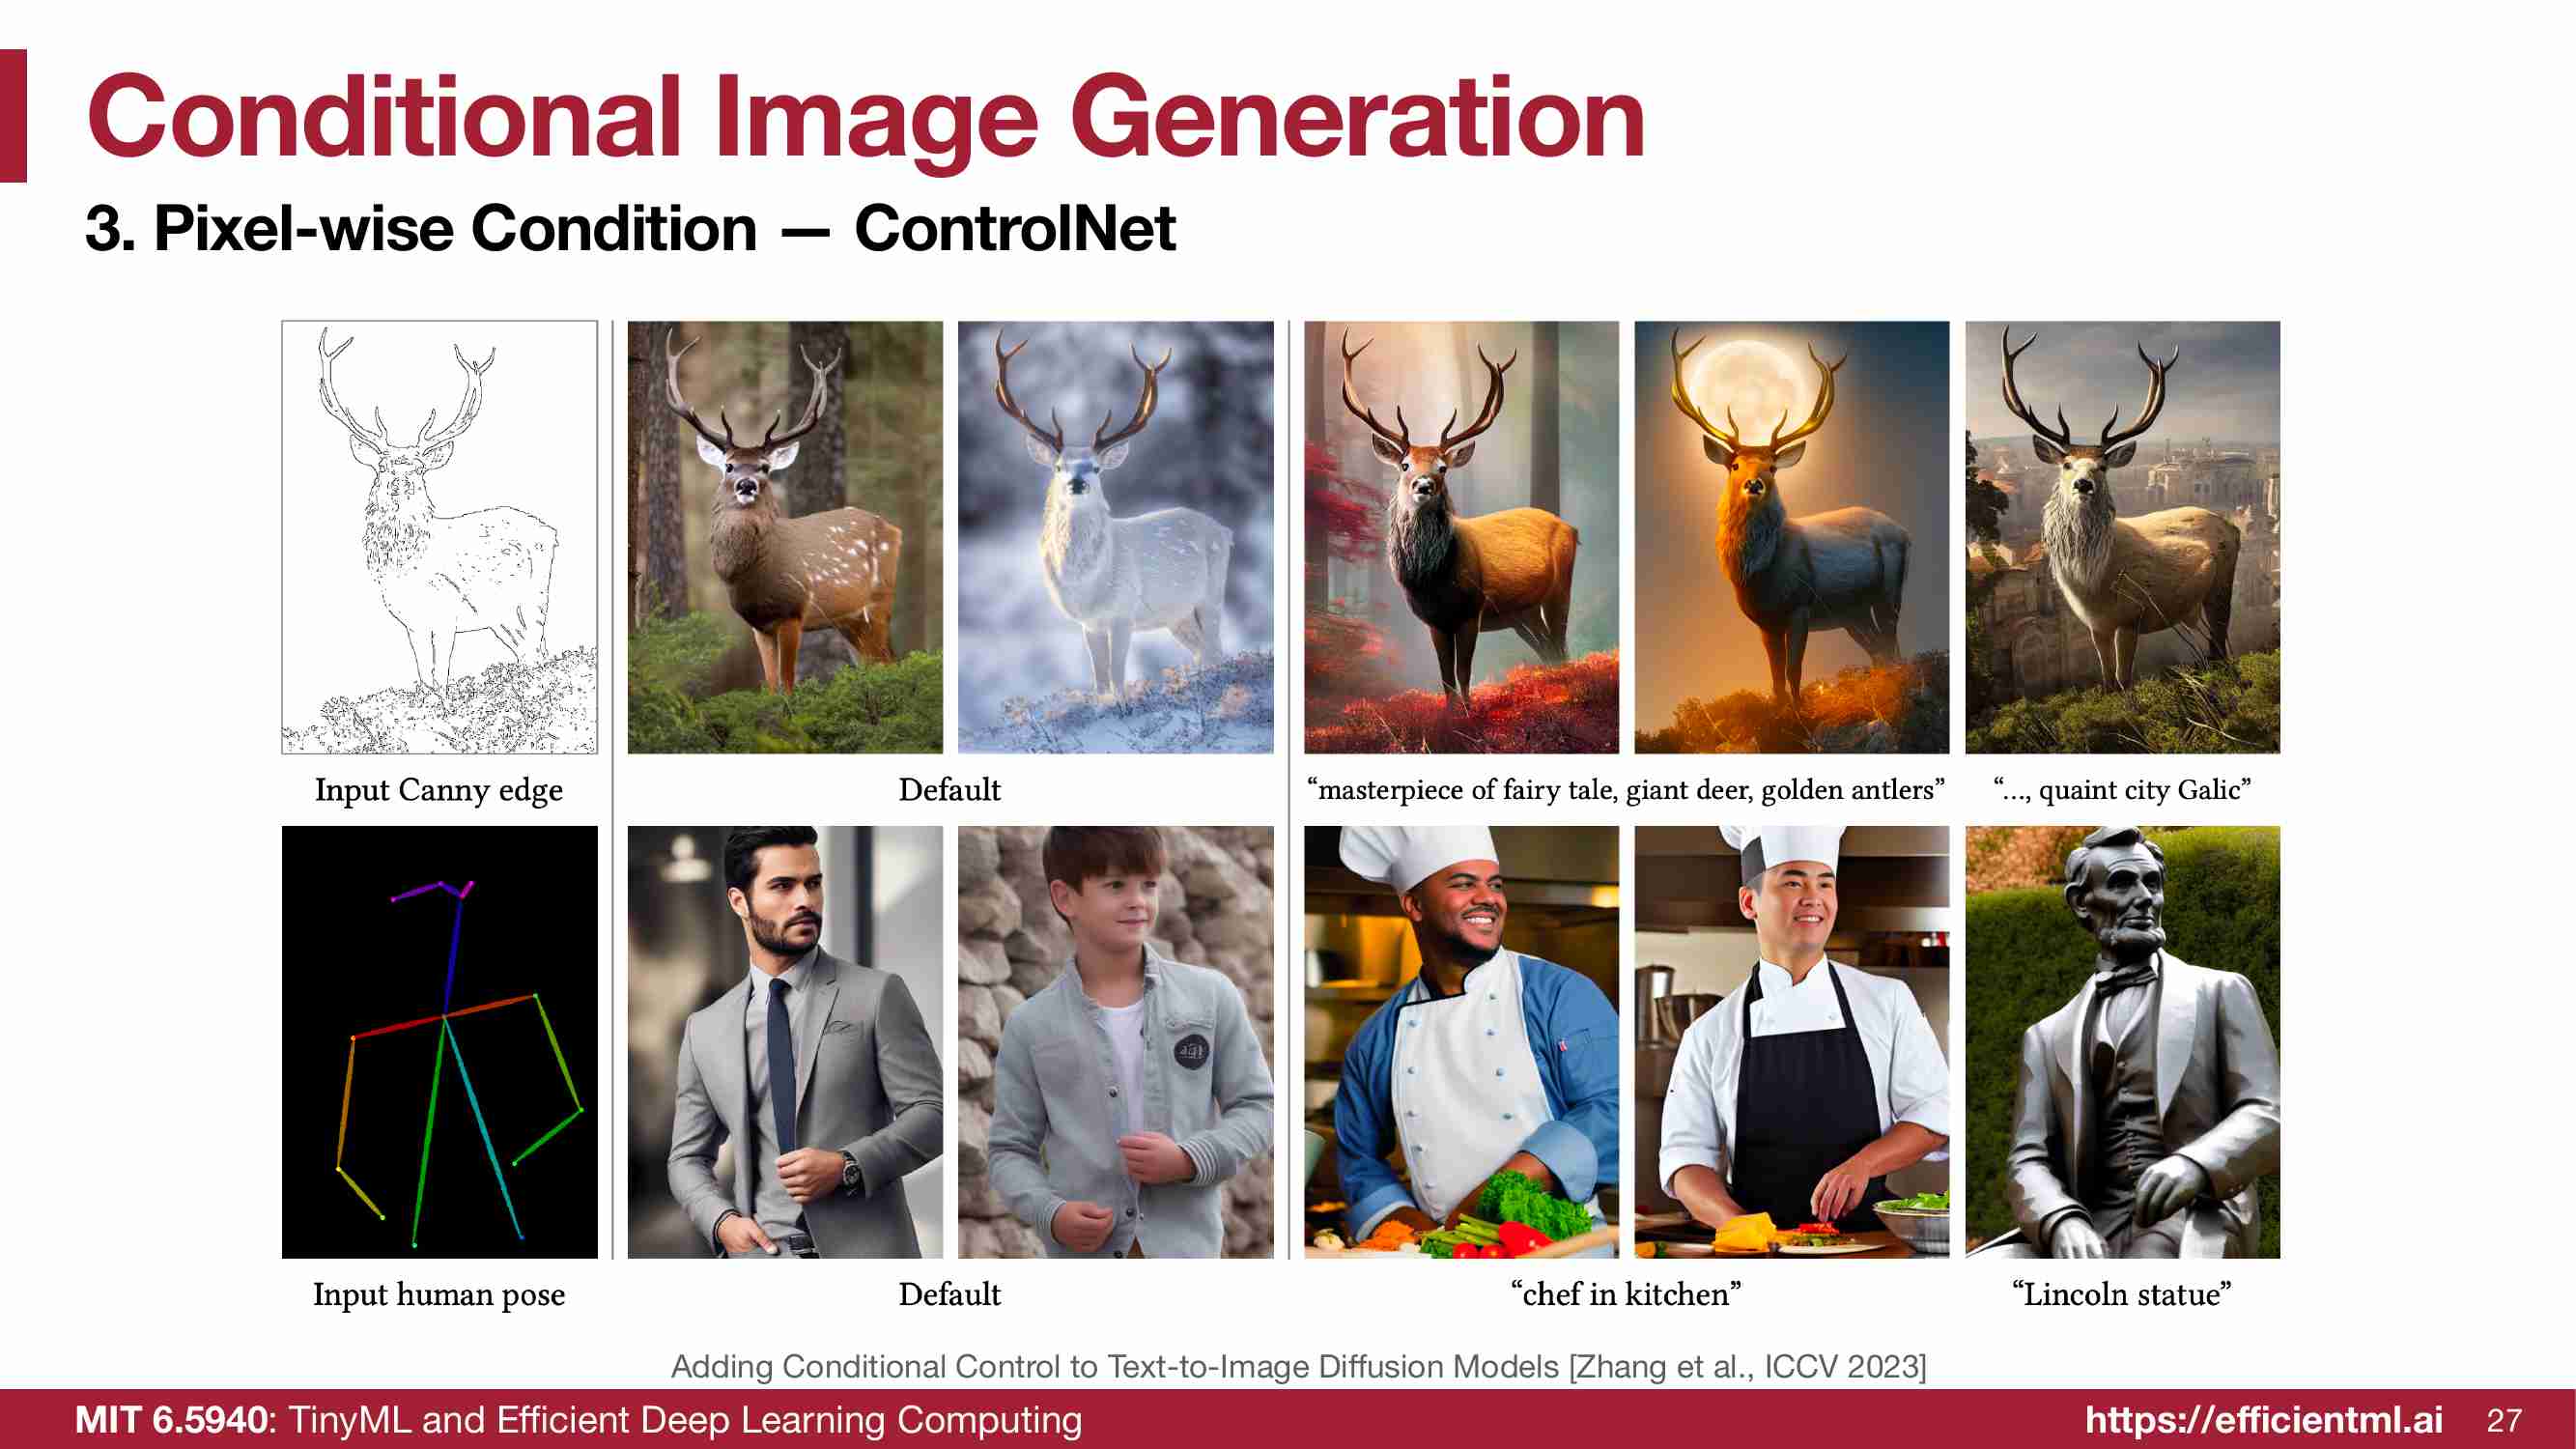 Conditional Image Generation
3. Pixel-wise Condition — ControlNet
Input Canny edge
Default
“masterpiece of fairy tale, giant deer, golden antlers”
“..., quaint city Galic”
Input human pose
Default
“chef in kitchen”
“Lincoln statue”
Adding Conditional Control to Text-to-Image Diffusion Models [Zhang et al., ICCV 2023]
MIT 6.5940: TinyML and Efficient Deep Learning Computing
https://efficientml.ai
27